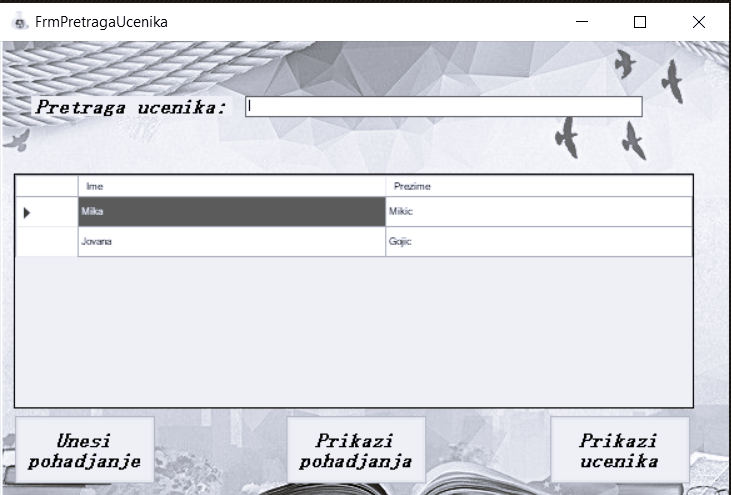 FrmPretragaUcenika
Pretraga ucenika:
Ime Prezime
Mika Mikic
Jovana Gojic
Unesi
pohadjanje
Prikazi
pohadjanja
Prikazi
ucenika